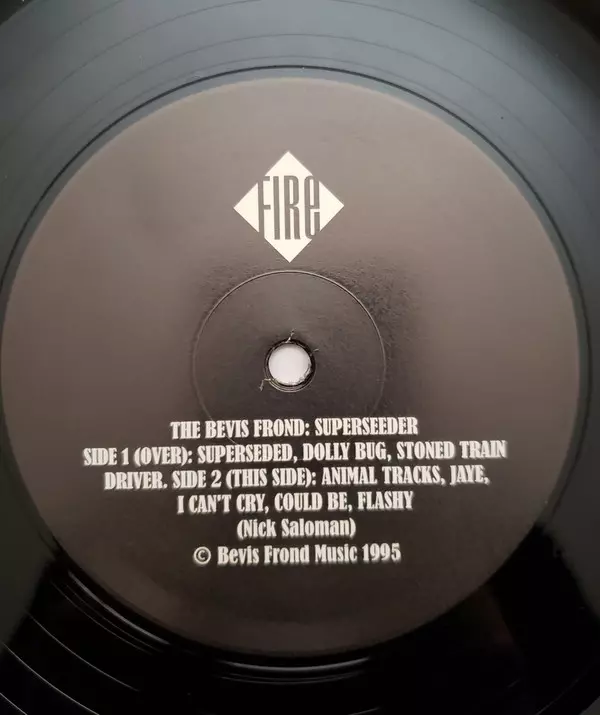 FIRe
THE BEVIS FROND: SUPERSEEDER
SIDE 1 (OVER): SUPERSEDED, DOLLY BUG, STONED TRAIN
DRIVER. SIDE 2 (THIS SIDE): ANIMAL TRACKS, JAYE,
I CAN'T CRY, COULD BE, FLASHY
(Nick Saloman)
© Bevis Frond Music 1995